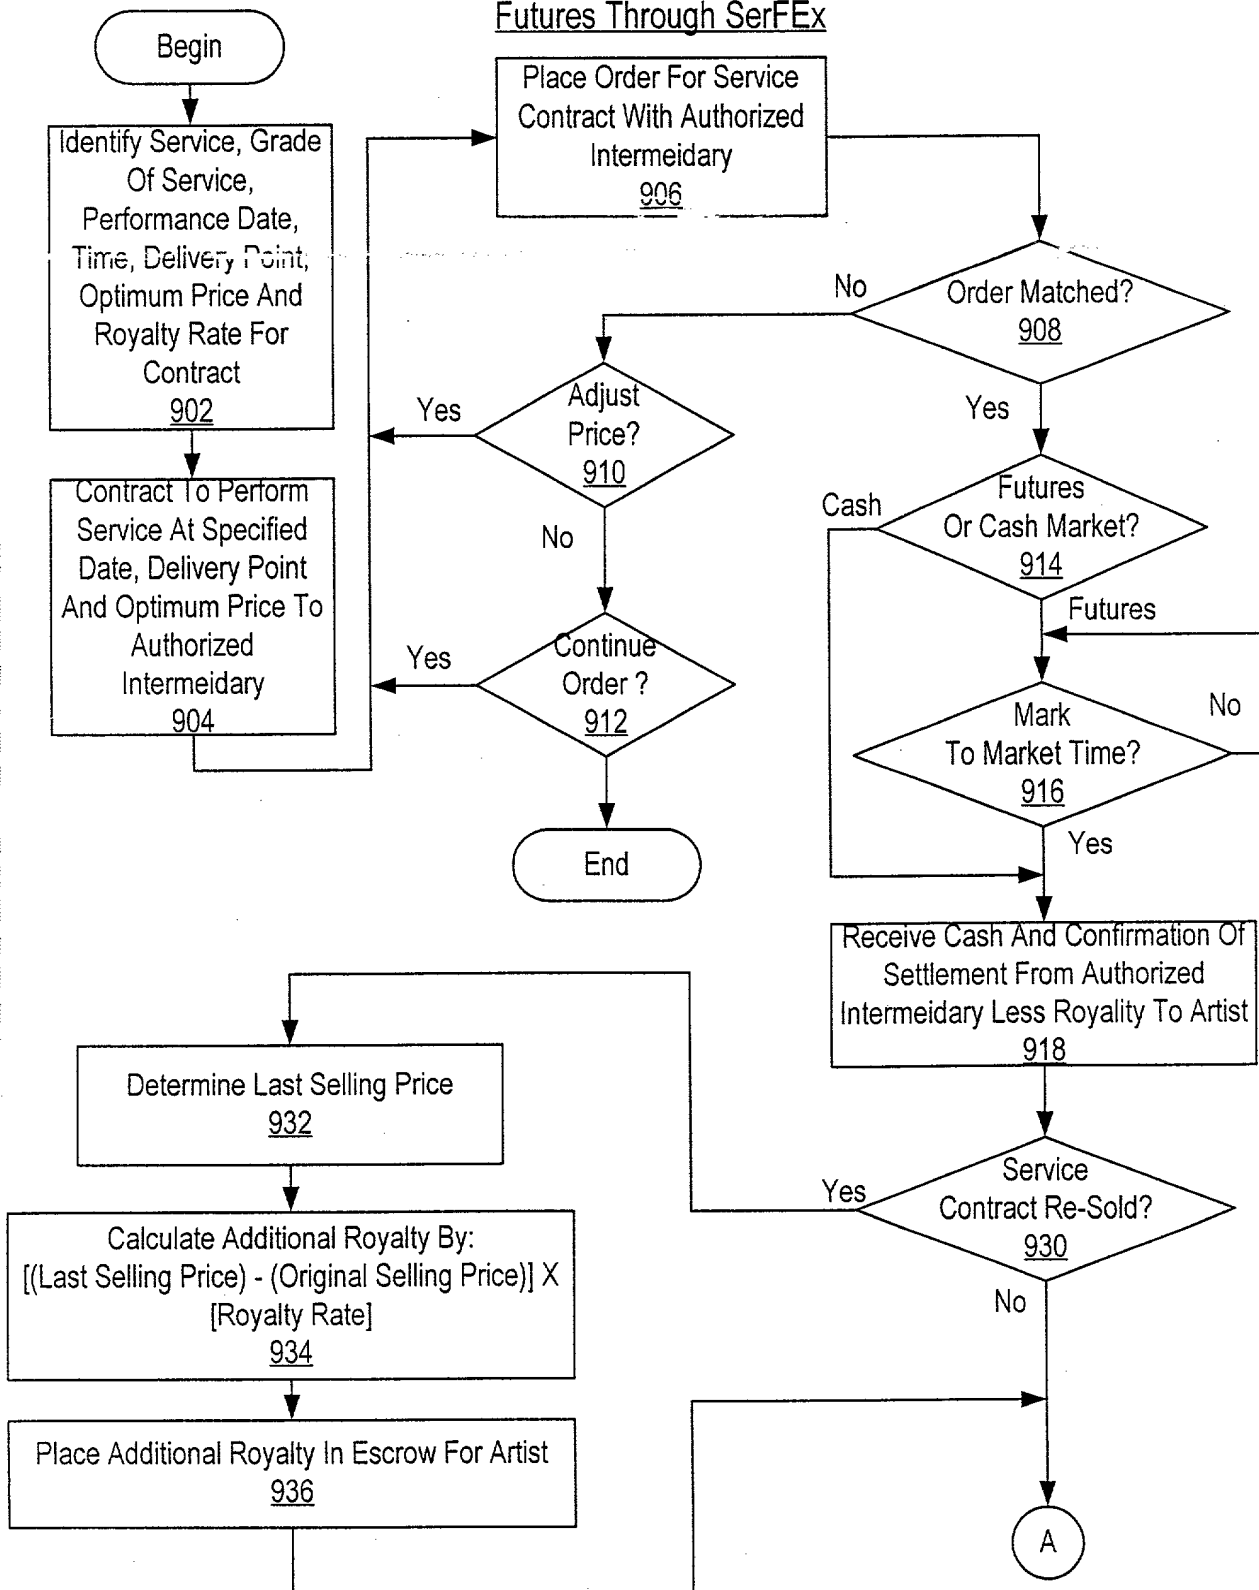 Futures Through SerFEx
Begin
Identify Service, Grade
Of Service,
Performance Date,
Time, Delivery Point,
Optimum Price And
Royalty Rate For
Contract
902
Contract To Perform
Service At Specified
Date, Delivery Point
And Optimum Price To
Authorized
Intermeidary
904
Place Order For Service
Contract With Authorized
Intermeidary
906
Order Matched?
908
No
Yes
Adjust
Price?
910
Yes
No
Continue
Order ?
912
Yes
End
Futures
Or Cash Market?
914
Cash
Futures
Mark
To Market Time?
916
No
Yes
Receive Cash And Confirmation Of
Settlement From Authorized
Intermeidary Less Royality To Artist
918
Service
Contract Re-Sold?
930
Yes
No
Determine Last Selling Price
932
Calculate Additional Royalty By:
[(Last Selling Price) - (Original Selling Price)] X
[Royalty Rate]
934
Place Additional Royalty In Escrow For Artist
936
A